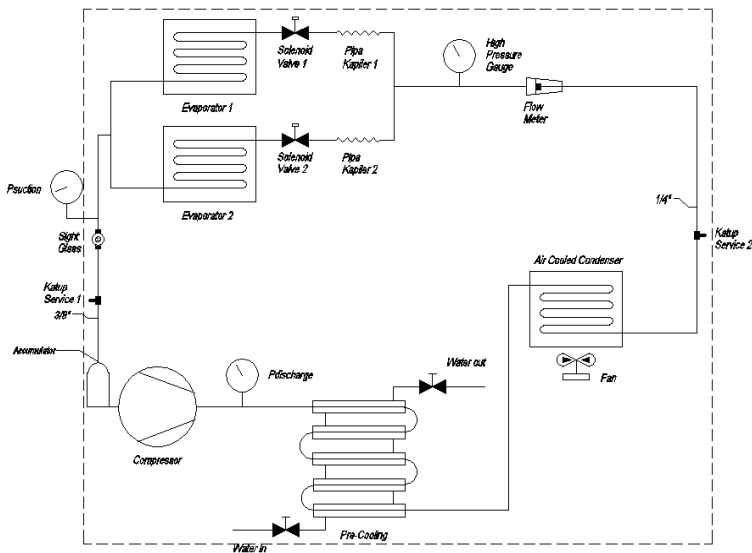 Solenoid
Valve 1
Pipa
Kapiler 1
High
Pressure
Gauge
Evaporator 1
Flow
Meter
Solenoid
Valve 2
Pipa
Kapiler 2
Psuction
Evaporator 2
1/4"
Sight
Glass
Katup
Service 2
Air Cooled Condenser
Katup
Service 1
3/8"
Accumulator
Water out
Pdischarge
Fan
Compressor
Pre-Cooling
Water in